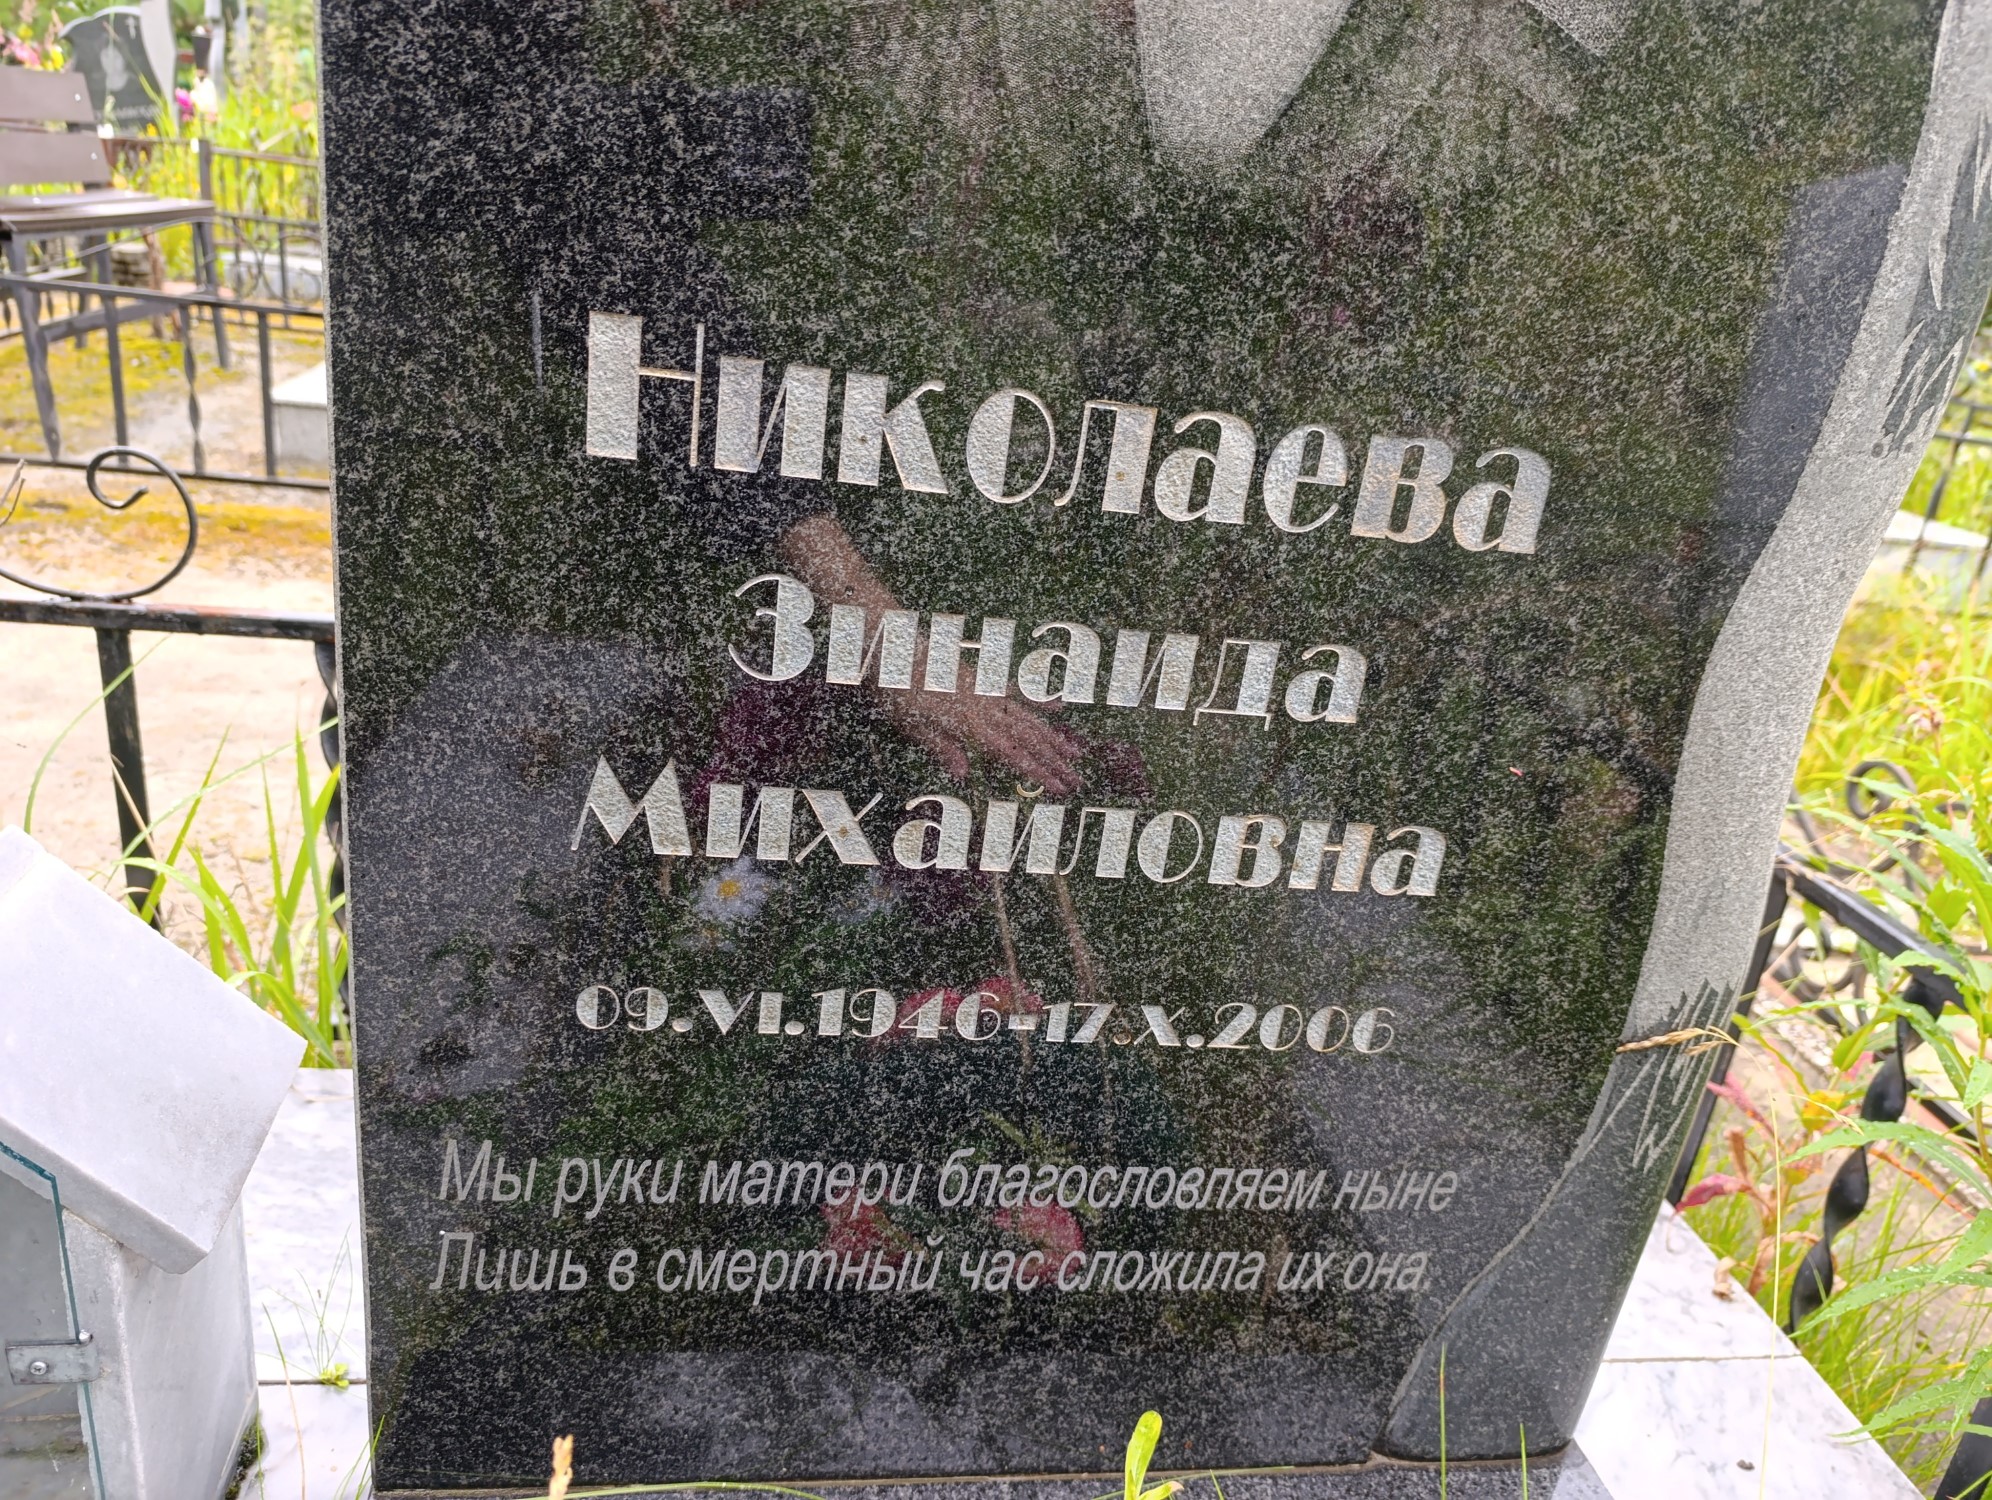 Николаева
Зинаида
Михайловна
09.VI.1946-17.X.2006
Мы руки матери благословляем ныне
Лишь в смертный час сложила их она.